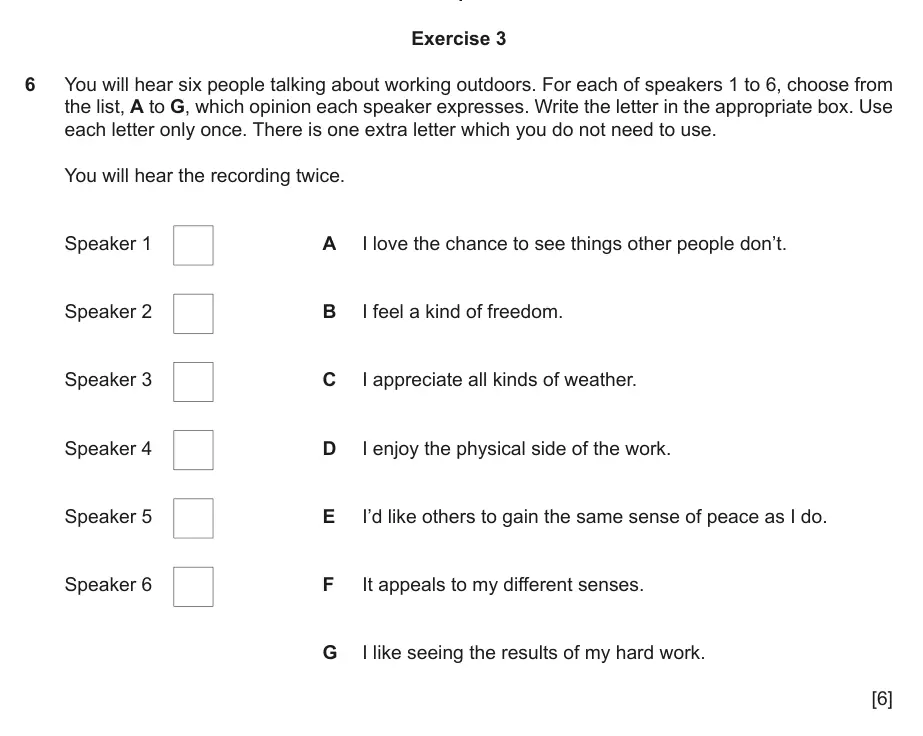 Exercise 3
6 You will hear six people talking about working outdoors. For each of speakers 1 to 6, choose from
the list, A to G, which opinion each speaker expresses. Write the letter in the appropriate box. Use
each letter only once. There is one extra letter which you do not need to use.
You will hear the recording twice.
Speaker 1 A I love the chance to see things other people don’t.
Speaker 2 B I feel a kind of freedom.
Speaker 3 C I appreciate all kinds of weather.
Speaker 4 D I enjoy the physical side of the work.
Speaker 5 E I’d like others to gain the same sense of peace as I do.
Speaker 6 F It appeals to my different senses.
G I like seeing the results of my hard work.
[6]